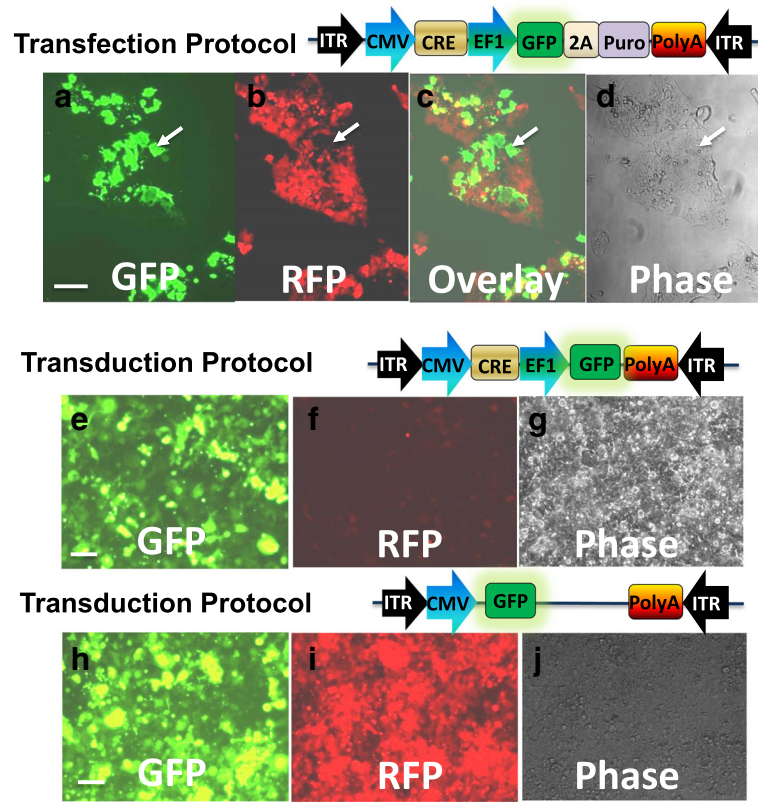 Transfection Protocol
ITR CMV CRE EF1 GFP 2A Puro PolyA ITR
a b c d
GFP RFP Overlay Phase
Transduction Protocol
ITR CMV CRE EF1 GFP PolyA ITR
e f g
GFP RFP Phase
Transduction Protocol
ITR CMV GFP PolyA ITR
h i j
GFP RFP Phase